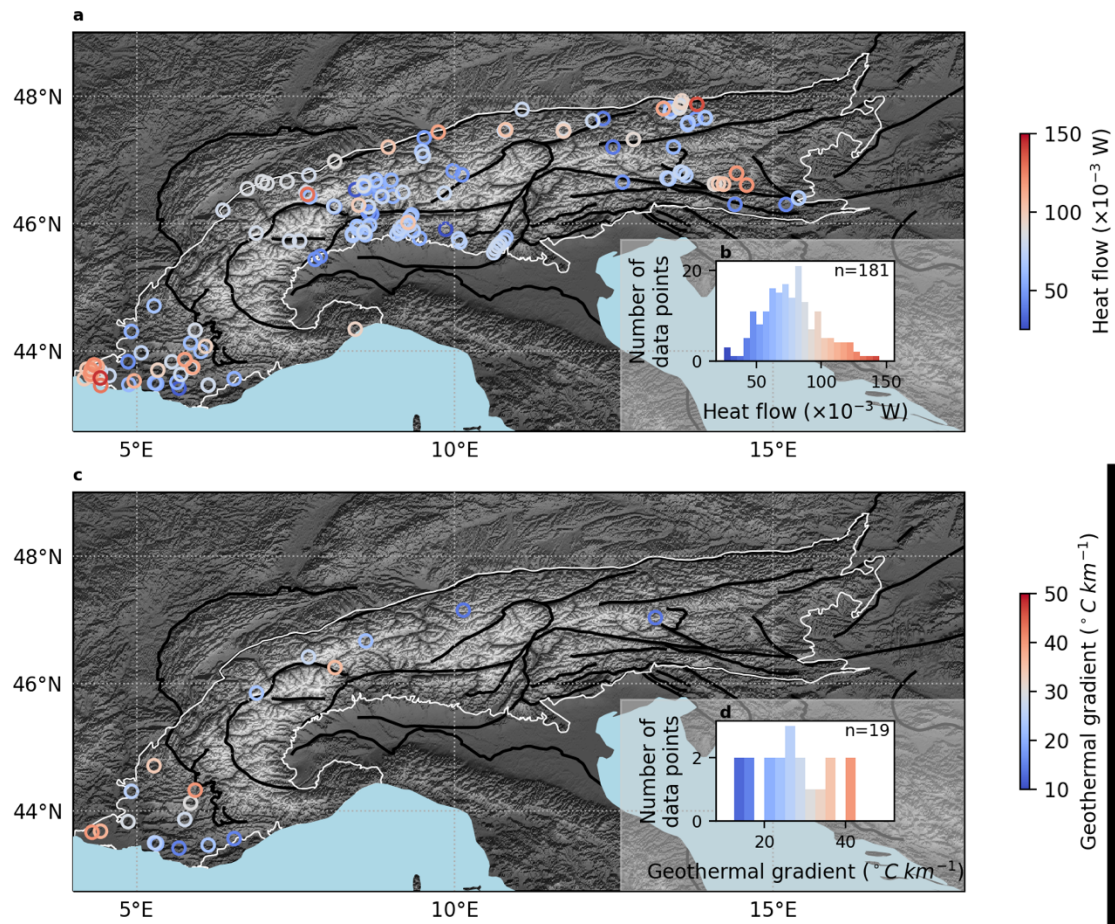 a
48°N
46°N
44°N
5°E
10°E
15°E
b
n=181
20
0
50
100
150
Number of
data points
Heat flow (×10⁻³ W)
150
100
50
Heat flow (×10⁻³ W)
c
48°N
46°N
44°N
5°E
10°E
15°E
d
n=19
2
0
20
40
Number of
data points
Geothermal gradient (°C km⁻¹)
50
40
30
20
10
Geothermal gradient (°C km⁻¹)